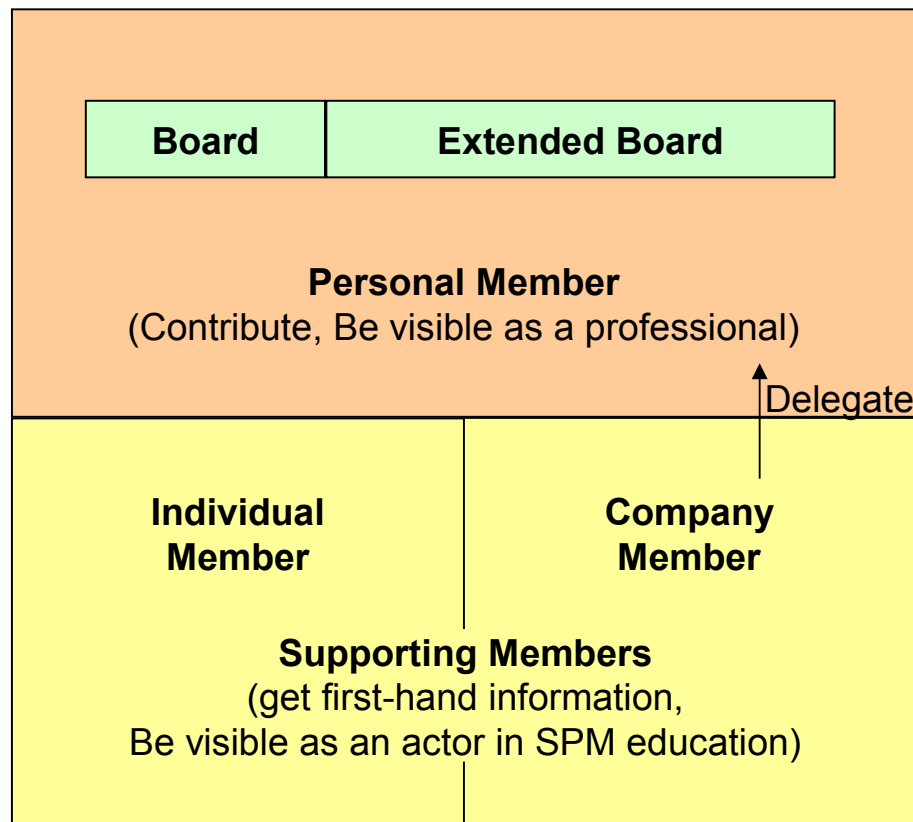 Board
Extended Board
Personal Member
(Contribute, Be visible as a professional)
Delegate
Individual
Member
Company
Member
Supporting Members
(get first-hand information,
Be visible as an actor in SPM education)